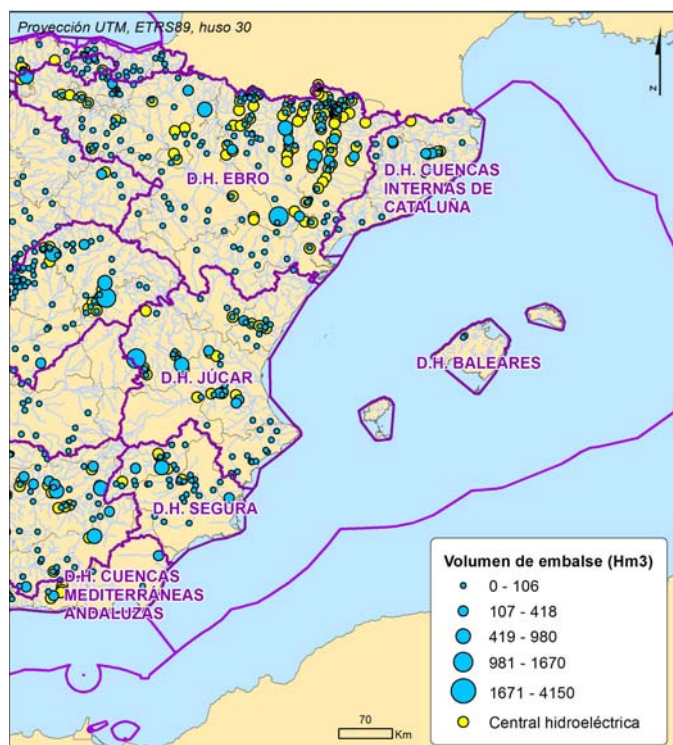 Proyección UTM, ETRS89, huso 30
z
D.H. EBRO
D.H. CUENCAS
INTERNAS DE
CATALUÑA
D.H. BALEARES
D.H. JÚCAR
D.H. SEGURA
D.H. CUENCAS
MEDITERRÁNEAS
ANDALUZAS
Volumen de embalse (Hm3)
0 - 106
107 - 418
419 - 980
981 - 1670
1671 - 4150
Central hidroeléctrica
70
Km